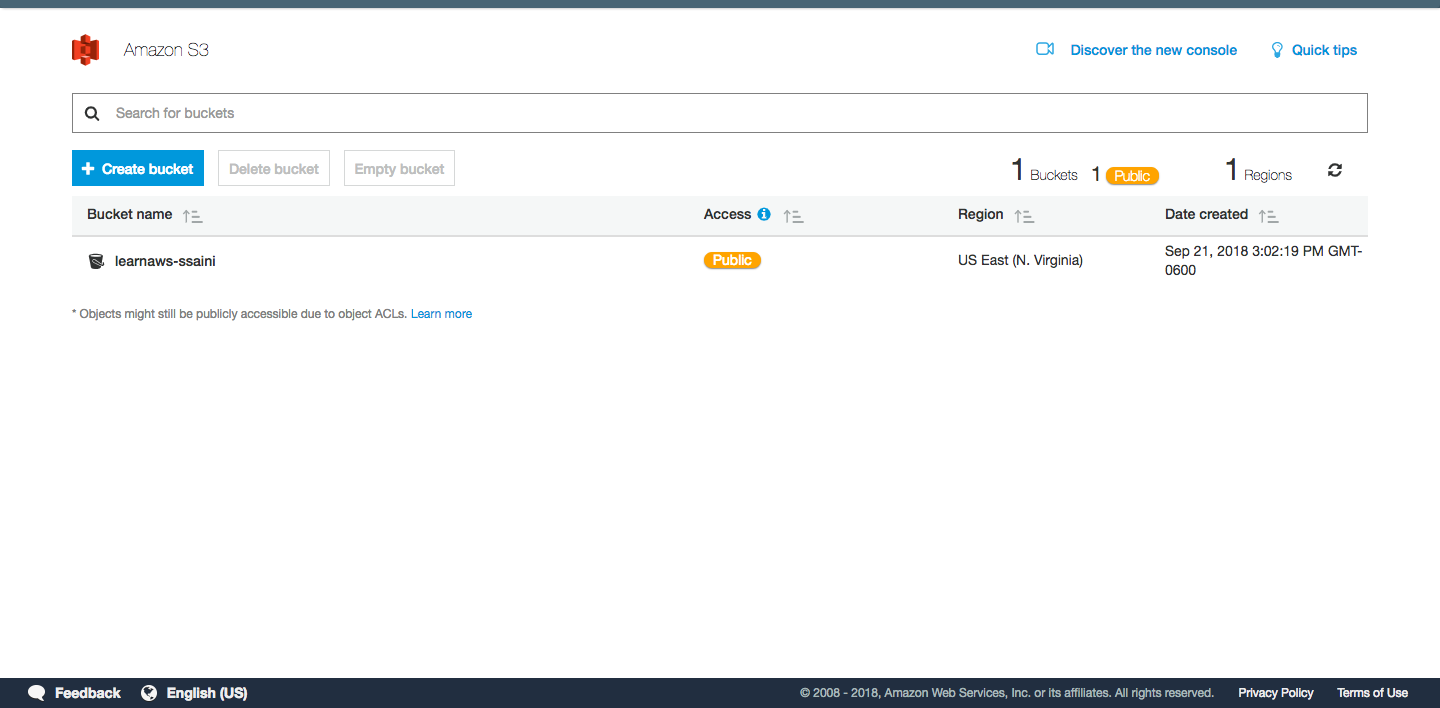 Amazon S3
Discover the new console
Quick tips
Search for buckets
Create bucket
Delete bucket
Empty bucket
1 Buckets
1 Public
1 Regions
Bucket name
Access
Region
Date created
learnaws-ssaini
Public
US East (N. Virginia)
Sep 21, 2018 3:02:19 PM GMT-
0600
* Objects might still be publicly accessible due to object ACLs. Learn more
Feedback
English (US)
© 2008 - 2018, Amazon Web Services, Inc. or its affiliates. All rights reserved.
Privacy Policy
Terms of Use